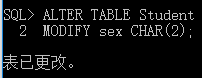 SQL> ALTER TABLE Student
2 MODIFY sex CHAR(2);
表已更改。